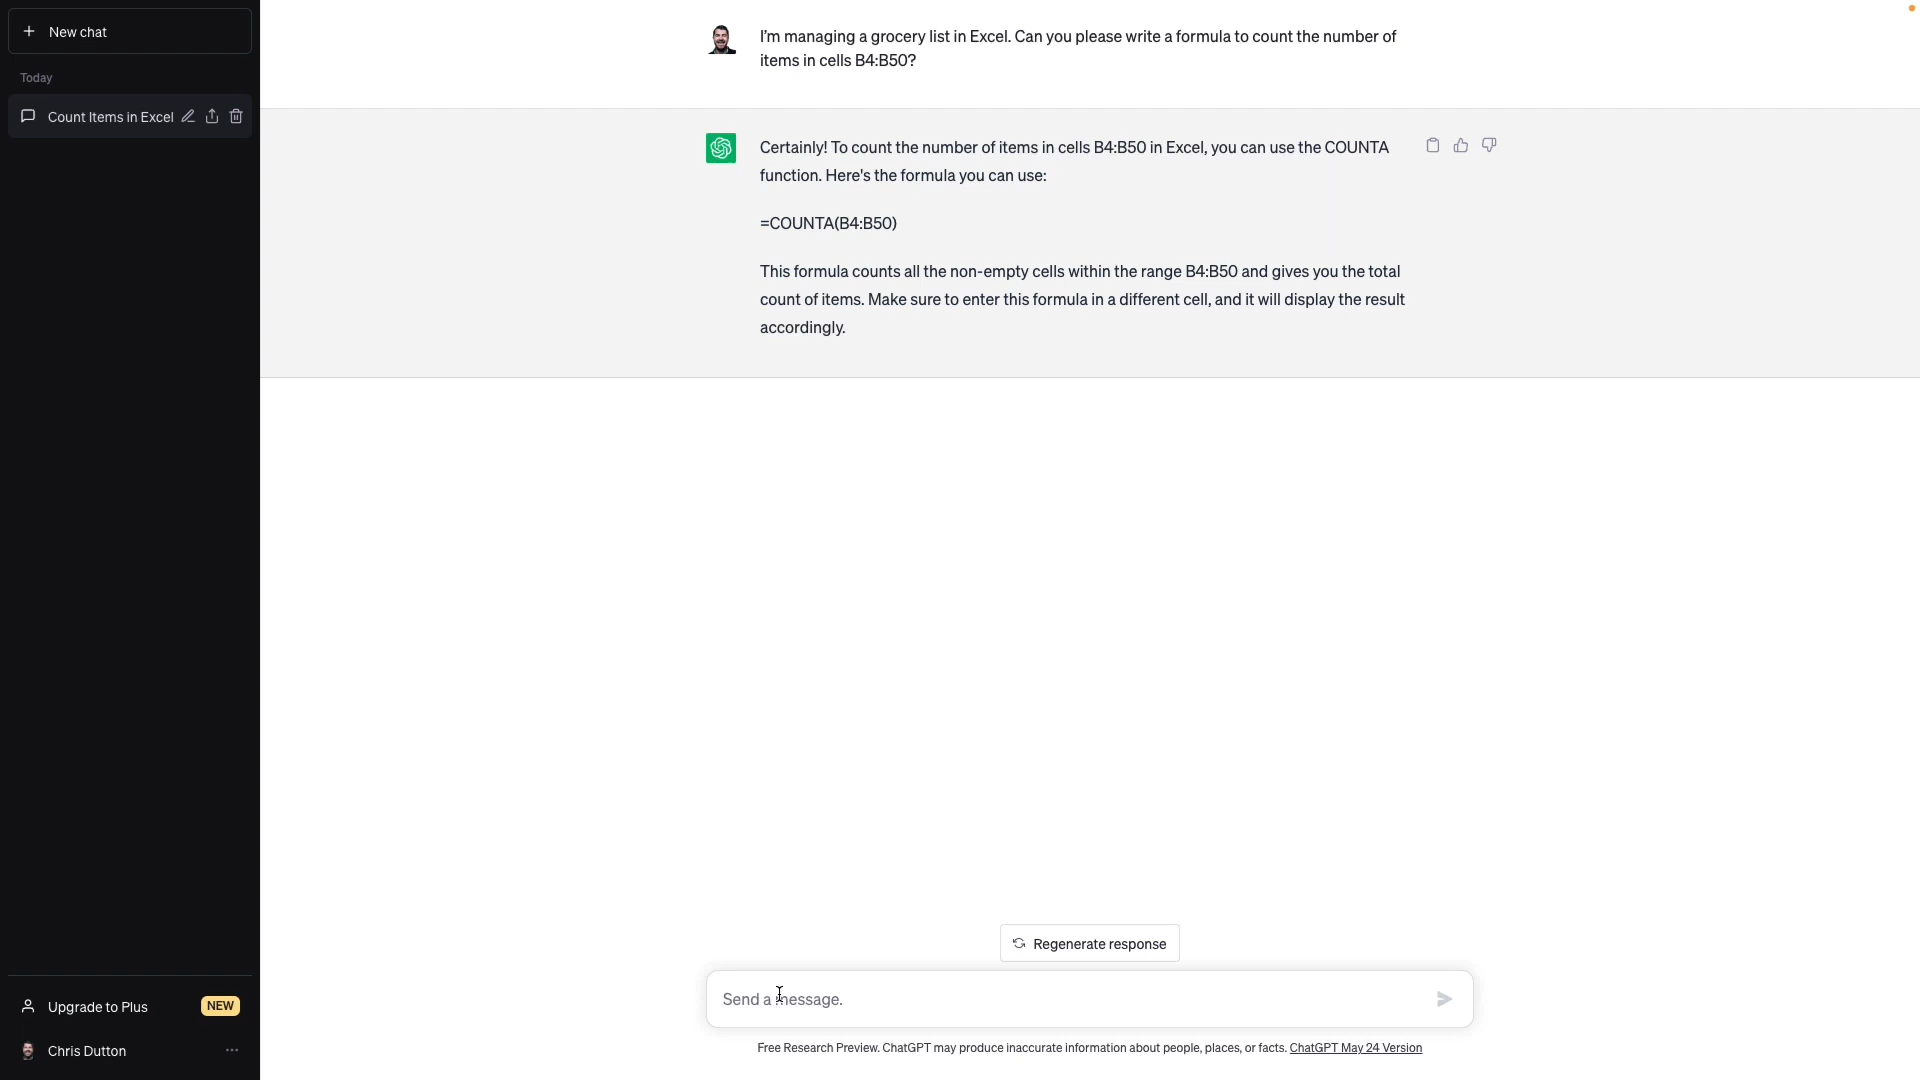 New chat
Today
Count Items in Excel
Upgrade to Plus
NEW
Chris Dutton
I’m managing a grocery list in Excel. Can you please write a formula to count the number of
items in cells B4:B50?
Certainly! To count the number of items in cells B4:B50 in Excel, you can use the COUNTA
function. Here's the formula you can use:
=COUNTA(B4:B50)
This formula counts all the non-empty cells within the range B4:B50 and gives you the total
count of items. Make sure to enter this formula in a different cell, and it will display the result
accordingly.
Regenerate response
Send a message.
Free Research Preview. ChatGPT may produce inaccurate information about people, places, or facts. ChatGPT May 24 Version